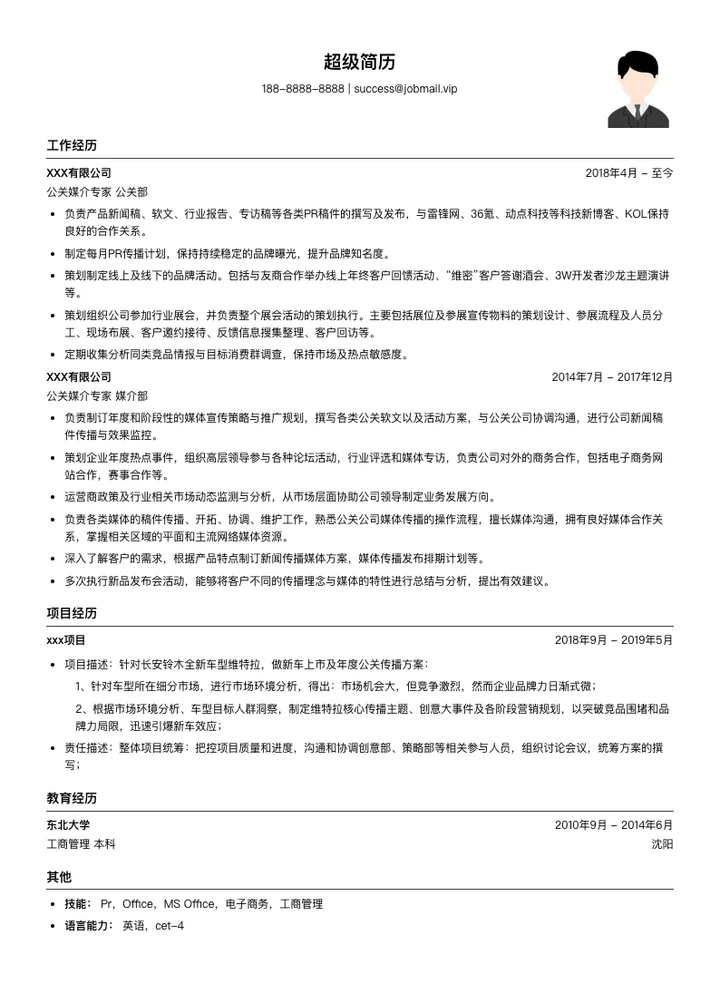 超级简历
188-8888-8888 | success@jobmail.vip
工作经历
XXX有限公司 2018年4月 - 至今
公关媒介专家 公关部
• 负责产品新闻稿、软文、行业报告、专访稿等各类PR稿件的撰写及发布，与雷锋网、36氪、动点科技等科技新博客、KOL保持
良好的合作关系。
• 制定每月PR传播计划，保持持续稳定的品牌曝光，提升品牌知名度。
• 策划制定线上及线下的品牌活动。包括与友商合作举办线上年终客户回馈活动、“维密”客户答谢酒会、3W开发者沙龙主题演讲
等。
• 策划组织公司参加行业展会，并负责整个展会活动的策划执行。主要包括展位及参展宣传物料的策划设计、参展流程及人员分
工、现场布展、客户邀约接待、反馈信息搜集整理、客户回访等。
• 定期收集分析同类竞品情报与目标消费群调查，保持市场及热点敏感度。
XXX有限公司 2014年7月 - 2017年12月
公关媒介专家 媒介部
• 负责制订年度和阶段性的媒体宣传策略与推广规划，撰写各类公关软文以及活动方案，与公关公司协调沟通，进行公司新闻稿
件传播与效果监控。
• 策划企业年度热点事件，组织高层领导参与各种论坛活动，行业评选和媒体专访，负责公司对外的商务合作，包括电子商务网
站合作，赛事合作等。
• 运营商政策及行业相关市场动态监测与分析，从市场层面协助公司领导制定业务发展方向。
• 负责各类媒体的稿件传播、开拓、协调、维护工作，熟悉公关公司媒体传播的操作流程，擅长媒体沟通，拥有良好媒体合作关
系，掌握相关区域的平面和主流网络媒体资源。
• 深入了解客户的需求，根据产品特点制订新闻传播媒体方案，媒体传播发布排期计划等。
• 多次执行新品发布会活动，能够将客户不同的传播理念与媒体的特性进行总结与分析，提出有效建议。
项目经历
xxx项目 2018年9月 - 2019年5月
• 项目描述：针对长安铃木全新车型维特拉，做新车上市及年度公关传播方案：
1、针对车型所在细分市场，进行市场环境分析，得出：市场机会大，但竞争激烈，然而企业品牌力日渐式微；
2、根据市场环境分析、车型目标人群洞察，制定维特拉核心传播主题、创意大事件及各阶段营销规划，以突破竞品围堵和品
牌力局限，迅速引爆新车效应；
• 责任描述：整体项目统筹：把控项目质量和进度，沟通和协调创意部、策略部等相关参与人员，组织讨论会议，统筹方案的撰
写；
教育经历
东北大学 2010年9月 - 2014年6月
工商管理 本科 沈阳
其他
• 技能： Pr，Office，MS Office，电子商务，工商管理
• 语言能力： 英语，cet-4